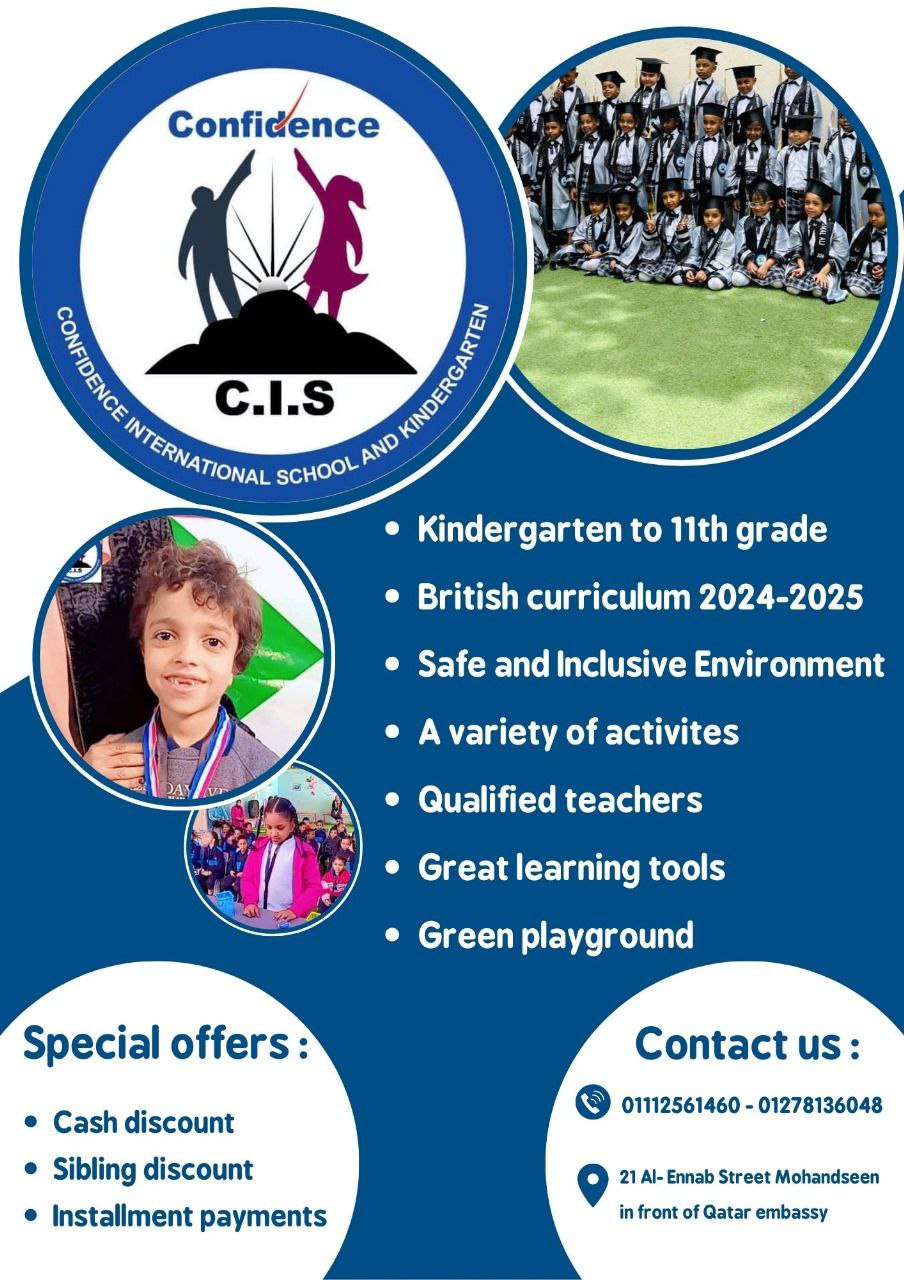 Confidence
C.I.S
CONFIDENCE INTERNATIONAL SCHOOL AND KINDERGARTEN
Kindergarten to 11th grade
British curriculum 2024-2025
Safe and Inclusive Environment
A variety of activites
Qualified teachers
Great learning tools
Green playground
Special offers :
Cash discount
Sibling discount
Installment payments
Contact us :
01112561460 - 01278136048
21 Al- Ennab Street Mohandseen
in front of Qatar embassy